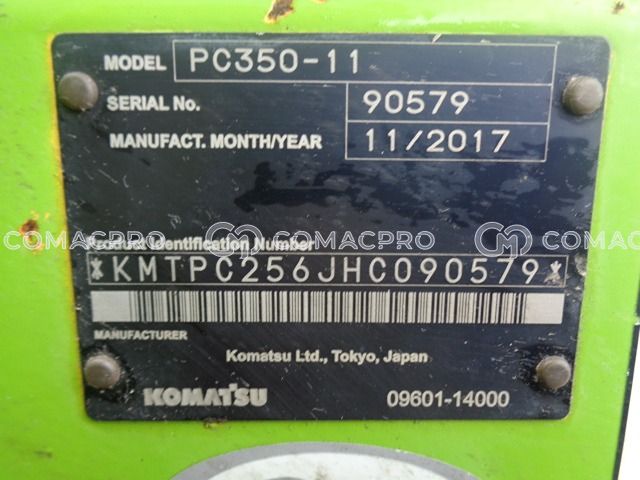 MODEL PC350-11
SERIAL No. 90579
MANUFACT. MONTH/YEAR 11/2017
COMACPRO COMACPRO COMACPRO
Product Identification Number
*KMTPC256JHC090579*
MANUFACTURER
Komatsu Ltd., Tokyo, Japan
KOMATSU 09601-14000